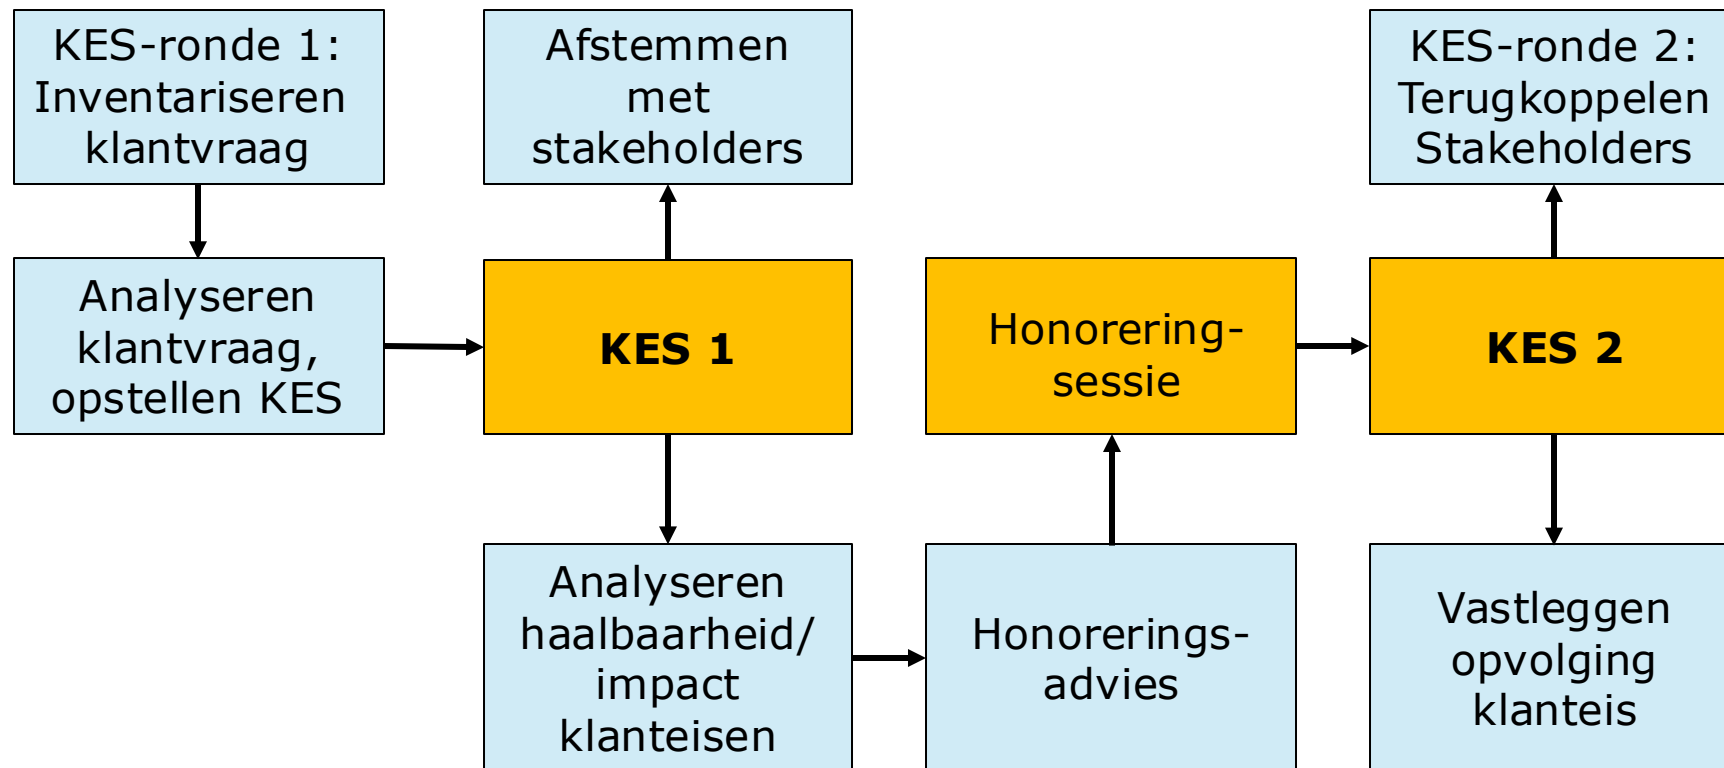 KES-ronde 1:
Inventariseren
klantvraag
Afstemmen
met
stakeholders
KES-ronde 2:
Terugkoppelen
Stakeholders
Analyseren
klantvraag,
opstellen KES
KES 1
Honorering-
sessie
KES 2
Analyseren
haalbaarheid/
impact
klanteisen
Honorerings-
advies
Vastleggen
opvolging
klanteis